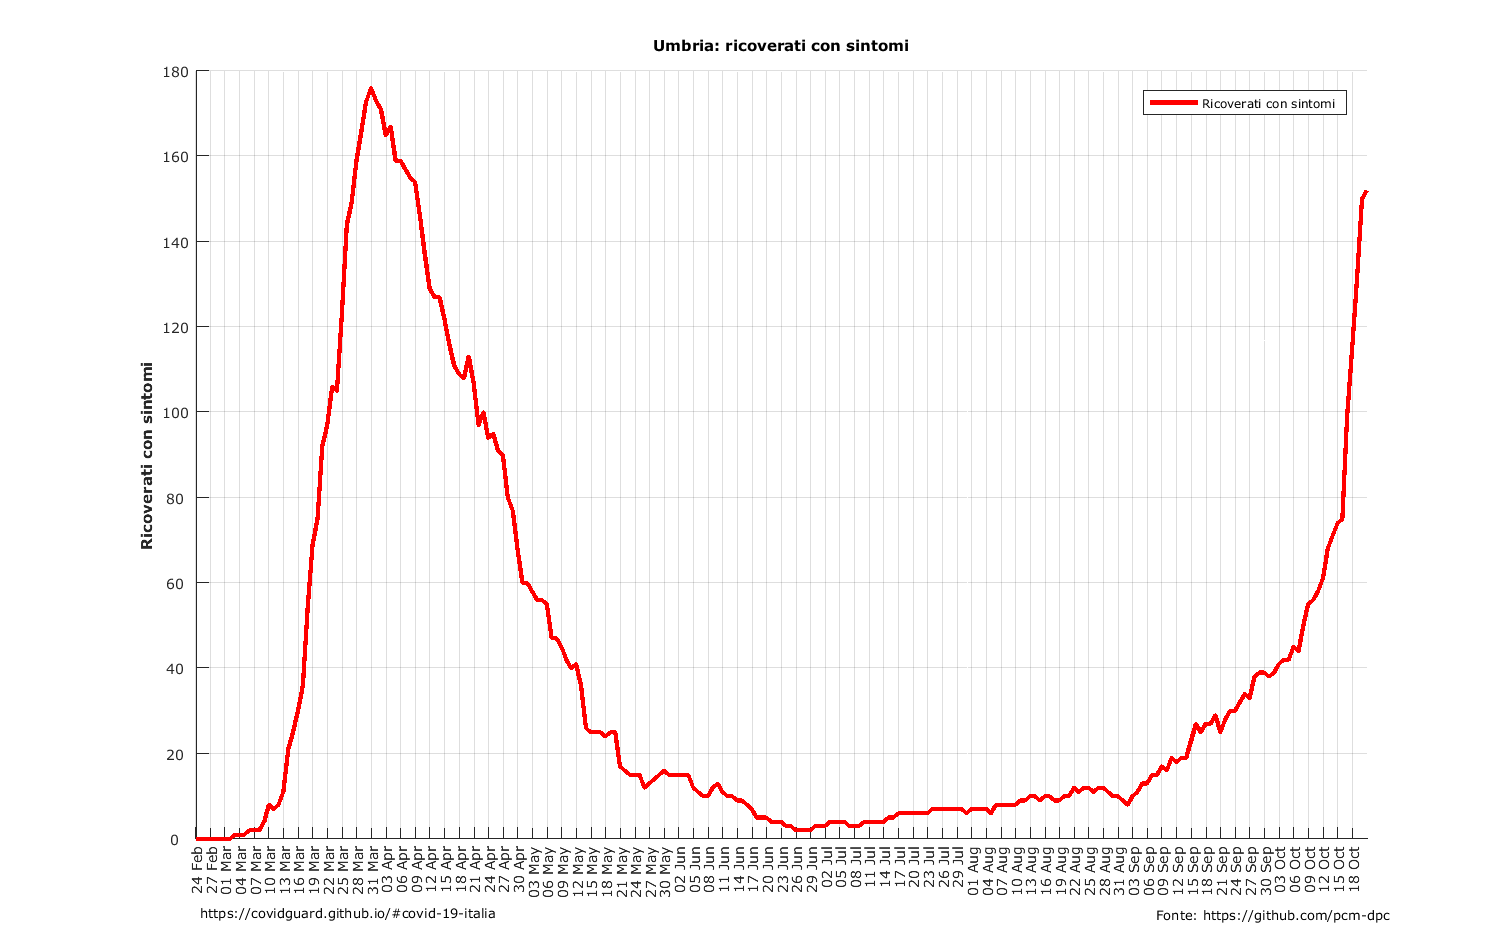 Umbria: ricoverati con sintomi
Ricoverati con sintomi
Ricoverati con sintomi
180
160
140
120
100
80
60
40
20
0
24 Feb
27 Feb
01 Mar
04 Mar
07 Mar
10 Mar
13 Mar
16 Mar
19 Mar
22 Mar
25 Mar
28 Mar
31 Mar
03 Apr
06 Apr
09 Apr
12 Apr
15 Apr
18 Apr
21 Apr
24 Apr
27 Apr
30 Apr
03 May
06 May
09 May
12 May
15 May
18 May
21 May
24 May
27 May
30 May
02 Jun
05 Jun
08 Jun
11 Jun
14 Jun
17 Jun
20 Jun
23 Jun
26 Jun
29 Jun
02 Jul
05 Jul
08 Jul
11 Jul
14 Jul
17 Jul
20 Jul
23 Jul
26 Jul
29 Jul
01 Aug
04 Aug
07 Aug
10 Aug
13 Aug
16 Aug
19 Aug
22 Aug
25 Aug
28 Aug
31 Aug
03 Sep
06 Sep
09 Sep
12 Sep
15 Sep
18 Sep
21 Sep
24 Sep
27 Sep
30 Sep
03 Oct
06 Oct
09 Oct
12 Oct
15 Oct
18 Oct
https://covidguard.github.io/#covid-19-italia
Fonte: https://github.com/pcm-dpc